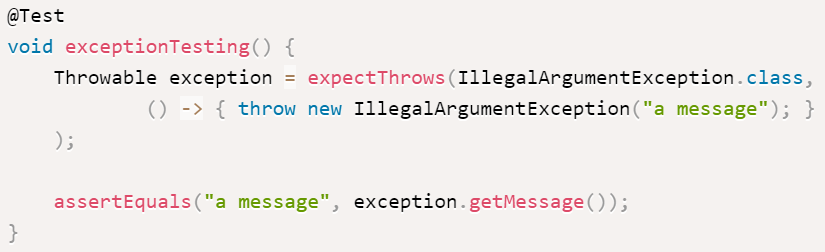 @Test
void exceptionTesting() {
    Throwable exception = expectThrows(IllegalArgumentException.class,
            () -> { throw new IllegalArgumentException("a message"); }
    );

    assertEquals("a message", exception.getMessage());
}